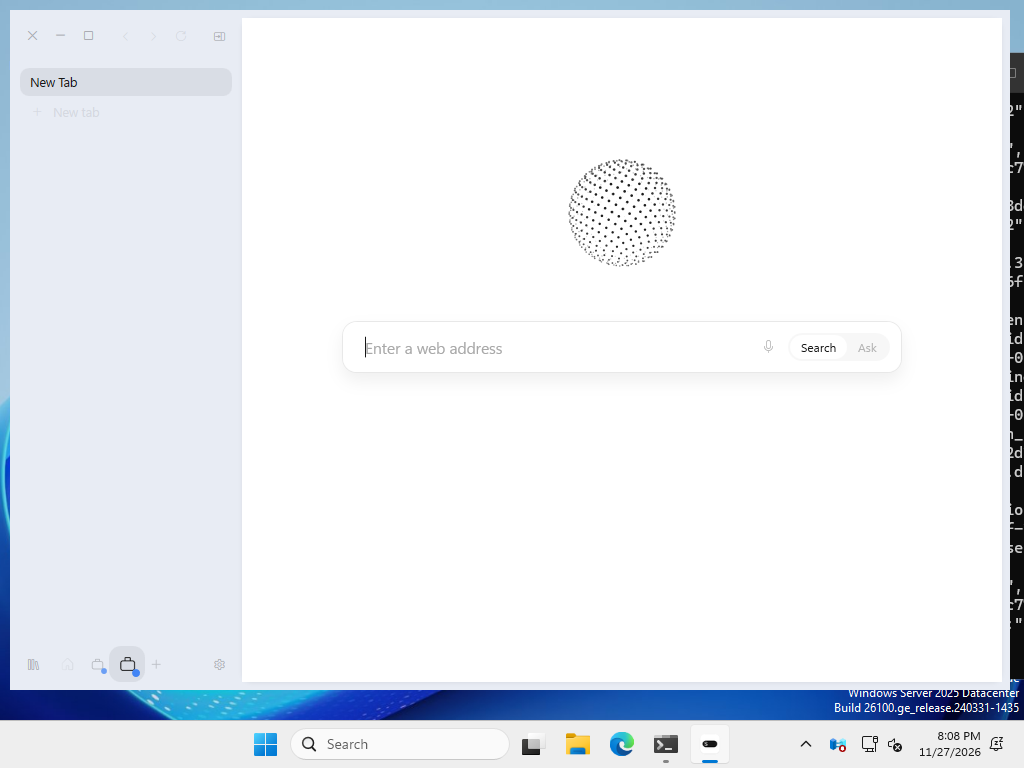 New Tab
New tab
Enter a web address
Search
Ask
Windows Server 2025 Datacenter
Build 26100.ge_release.240331-1435
Search
8:08 PM
11/27/2026